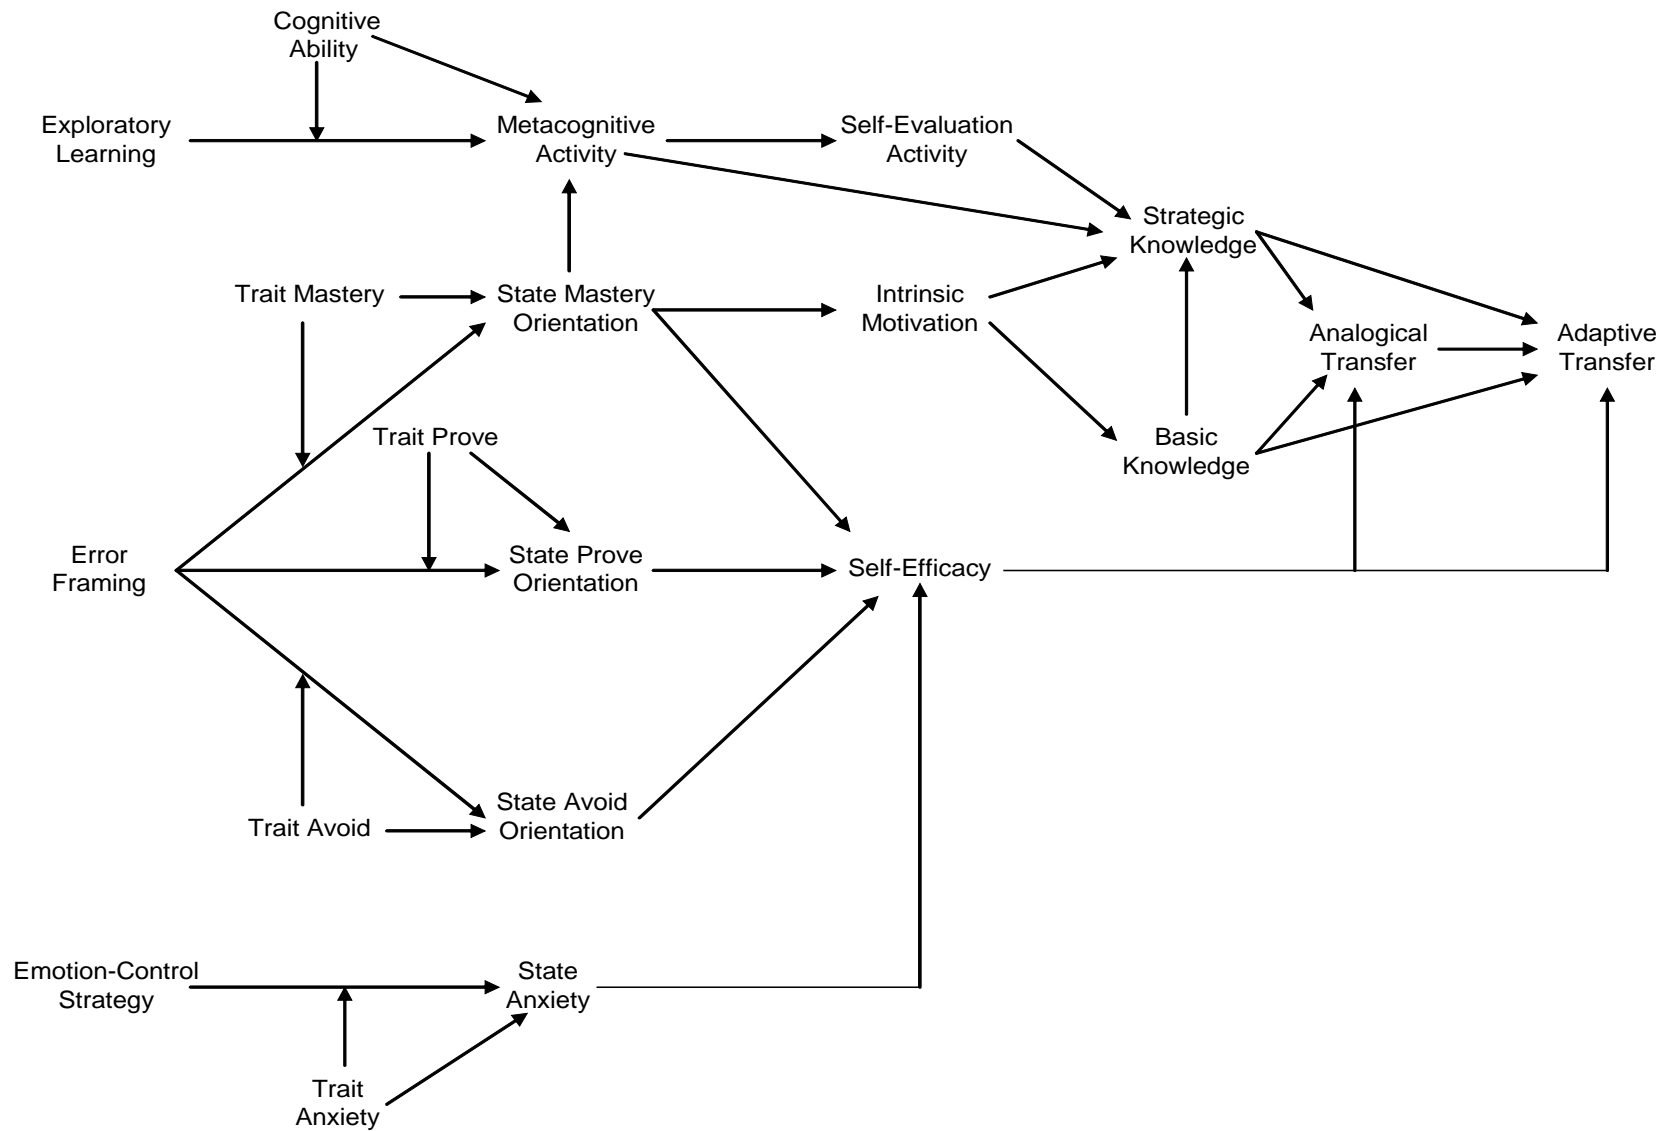 Cognitive
Ability
Exploratory
Learning
Metacognitive
Activity
Self-Evaluation
Activity
Strategic
Knowledge
Trait Mastery
State Mastery
Orientation
Intrinsic
Motivation
Analogical
Transfer
Adaptive
Transfer
Trait Prove
Basic
Knowledge
Error
Framing
State Prove
Orientation
Self-Efficacy
Trait Avoid
State Avoid
Orientation
Emotion-Control
Strategy
State
Anxiety
Trait
Anxiety